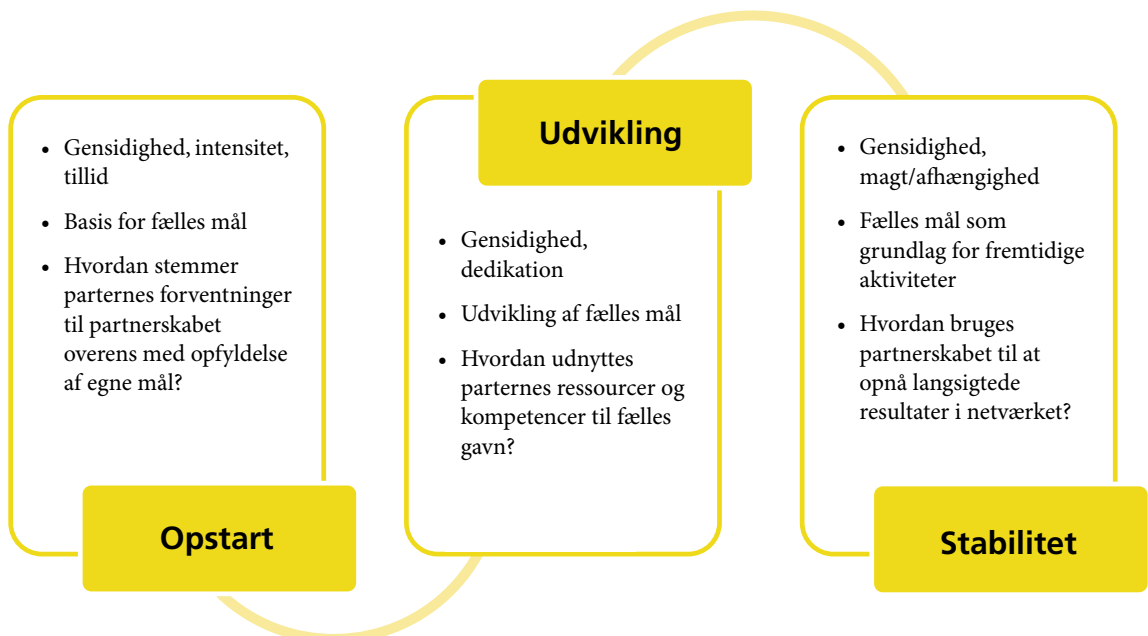 • Gensidighed, intensitet,
tillid
• Basis for fælles mål
• Hvordan stemmer
parternes forventninger
til partnerskabet
overens med opfyldelse
af egne mål?
Opstart
Udvikling
• Gensidighed,
dedikation
• Udvikling af fælles mål
• Hvordan udnyttes
parternes ressourcer og
kompetencer til fælles
gavn?
• Gensidighed,
magt/afhængighed
• Fælles mål som
grundlag for fremtidige
aktiviteter
• Hvordan bruges
partnerskabet til at
opnå langsigtede
resultater i netværket?
Stabilitet